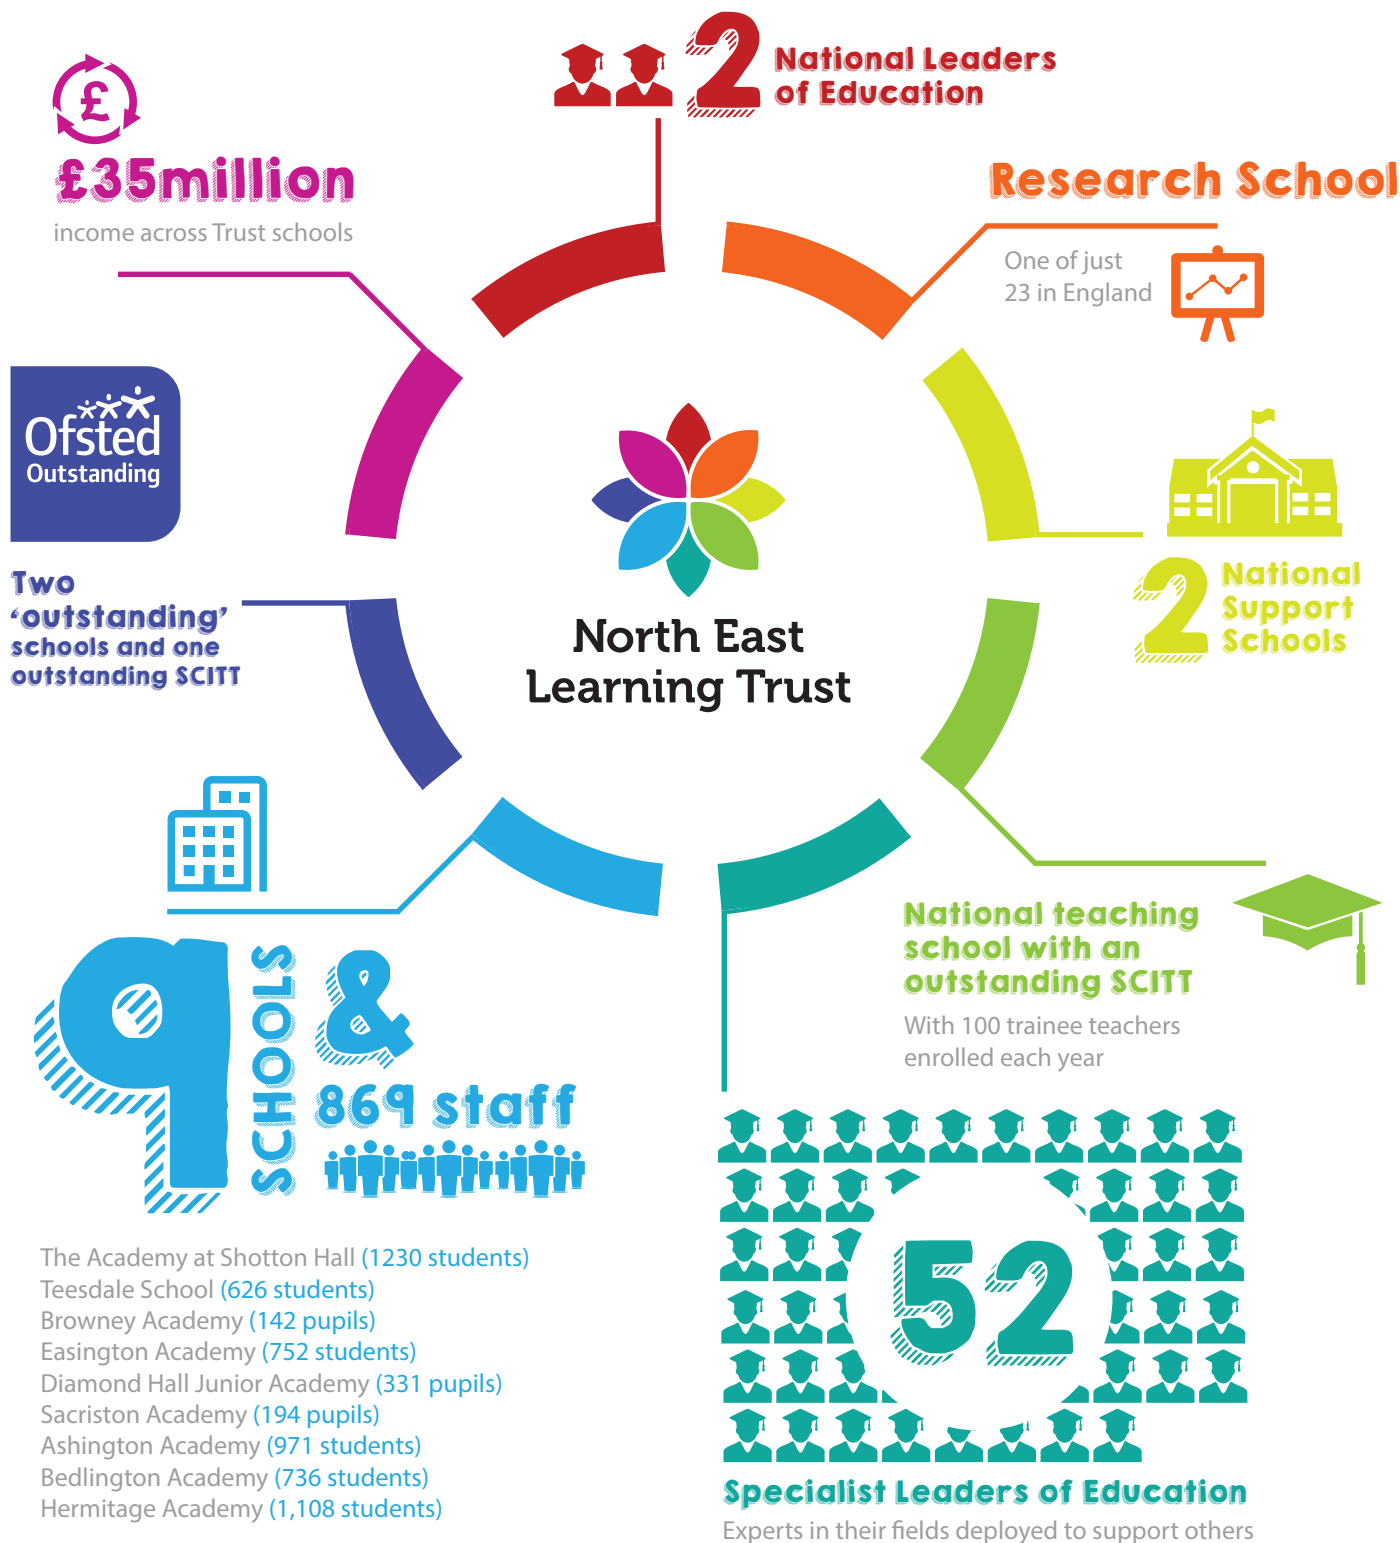 2 National Leaders
of Education
£
£35million
income across Trust schools
Research School
One of just
23 in England
Ofsted
Outstanding
Two
‘outstanding’
schools and one
outstanding SCITT
North East
Learning Trust
2 National
Support
Schools
National teaching
school with an
outstanding SCITT
With 100 trainee teachers
enrolled each year
9 SCHOOLS &
869 staff
The Academy at Shotton Hall (1230 students)
Teesdale School (626 students)
Browney Academy (142 pupils)
Easington Academy (752 students)
Diamond Hall Junior Academy (331 pupils)
Sacriston Academy (194 pupils)
Ashington Academy (971 students)
Bedlington Academy (736 students)
Hermitage Academy (1,108 students)
52
Specialist Leaders of Education
Experts in their fields deployed to support others